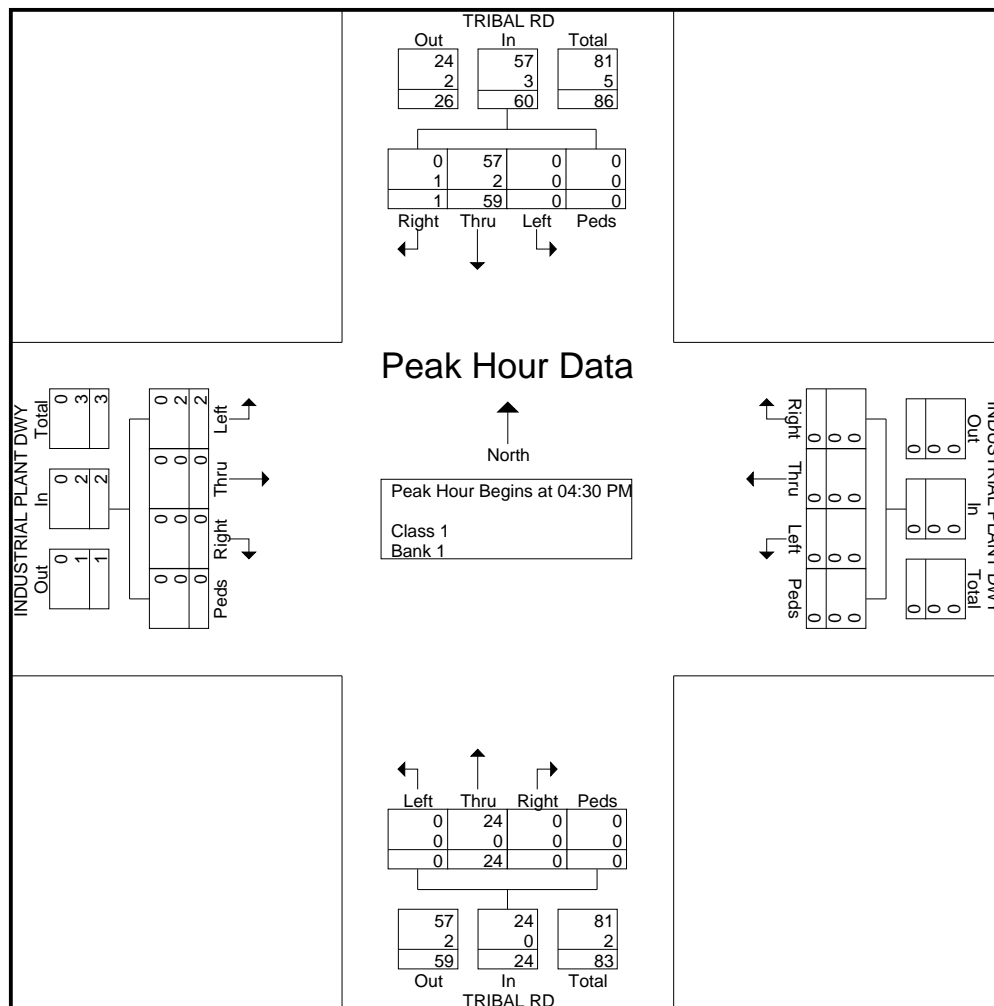 TRIBAL RD
Out In Total
24 57 81
2 3 5
26 60 86
0 57 0 0
1 2 0 0
1 59 0 0
Right Thru Left Peds
Peak Hour Data
North
Peak Hour Begins at 04:30 PM
Class 1
Bank 1
INDUSTRIAL PLANT DWY
Total In Out
0 0 0
3 2 1
3 2 1
0 0 0 0
2 0 0 0
2 0 0 0
Left Thru Right Peds
Right Thru Left Peds
0 0 0 0
0 0 0 0
0 0 0 0
0 0 0
0 0 0
0 0 0
Out In Total
INDUSTRIAL PLANT DWY
Left Thru Right Peds
0 24 0 0
0 0 0 0
0 24 0 0
57 24 81
2 0 2
59 24 83
Out In Total
TRIBAL RD